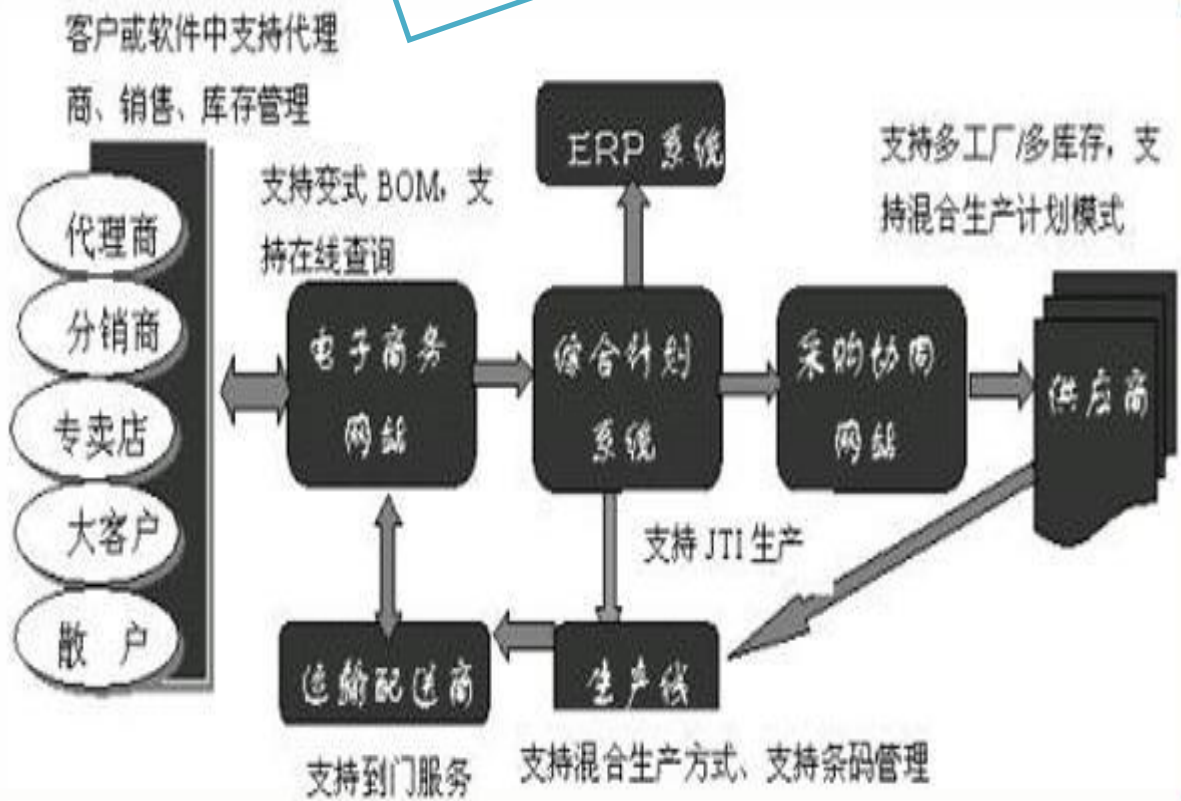 客户或软件中支持代理
商、销售、库存管理
ERP 系统
支持多工厂/多库存，支
持混合生产计划模式
支持变式 BOM，支
持在线查询
代理商
分销商
专卖店
大客户
散 户
电子商务
网站
综合计划
系统
采购协同
网站
供应商
支持 JTI 生产
运输配送商
生产线
支持到门服务
支持混合生产方式、支持条码管理